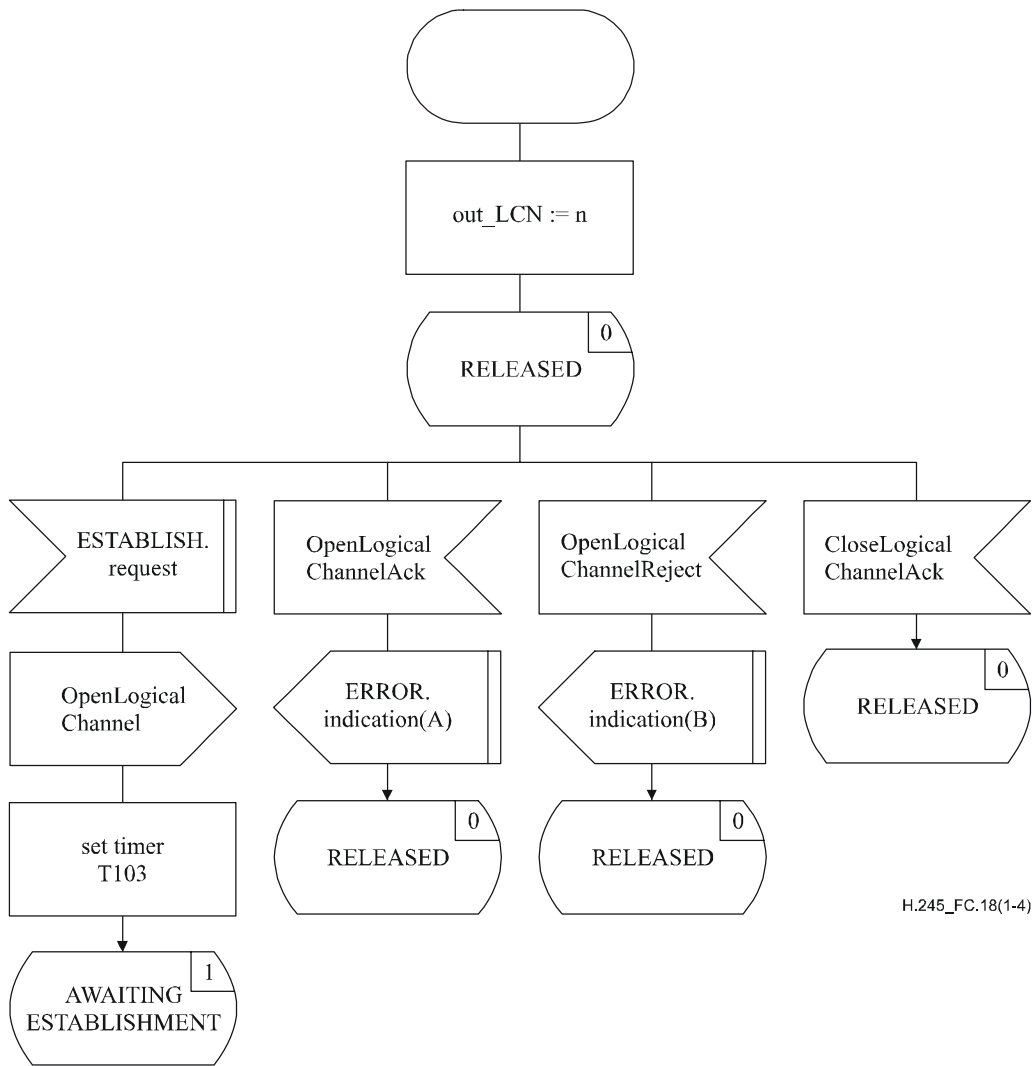 out_LCN := n
0
RELEASED
ESTABLISH.
request
OpenLogical
ChannelAck
OpenLogical
ChannelReject
CloseLogical
ChannelAck
OpenLogical
Channel
ERROR.
indication(A)
ERROR.
indication(B)
0
RELEASED
set timer
T103
0
RELEASED
0
RELEASED
H.245_FC.18(1-4)
1
AWAITING
ESTABLISHMENT